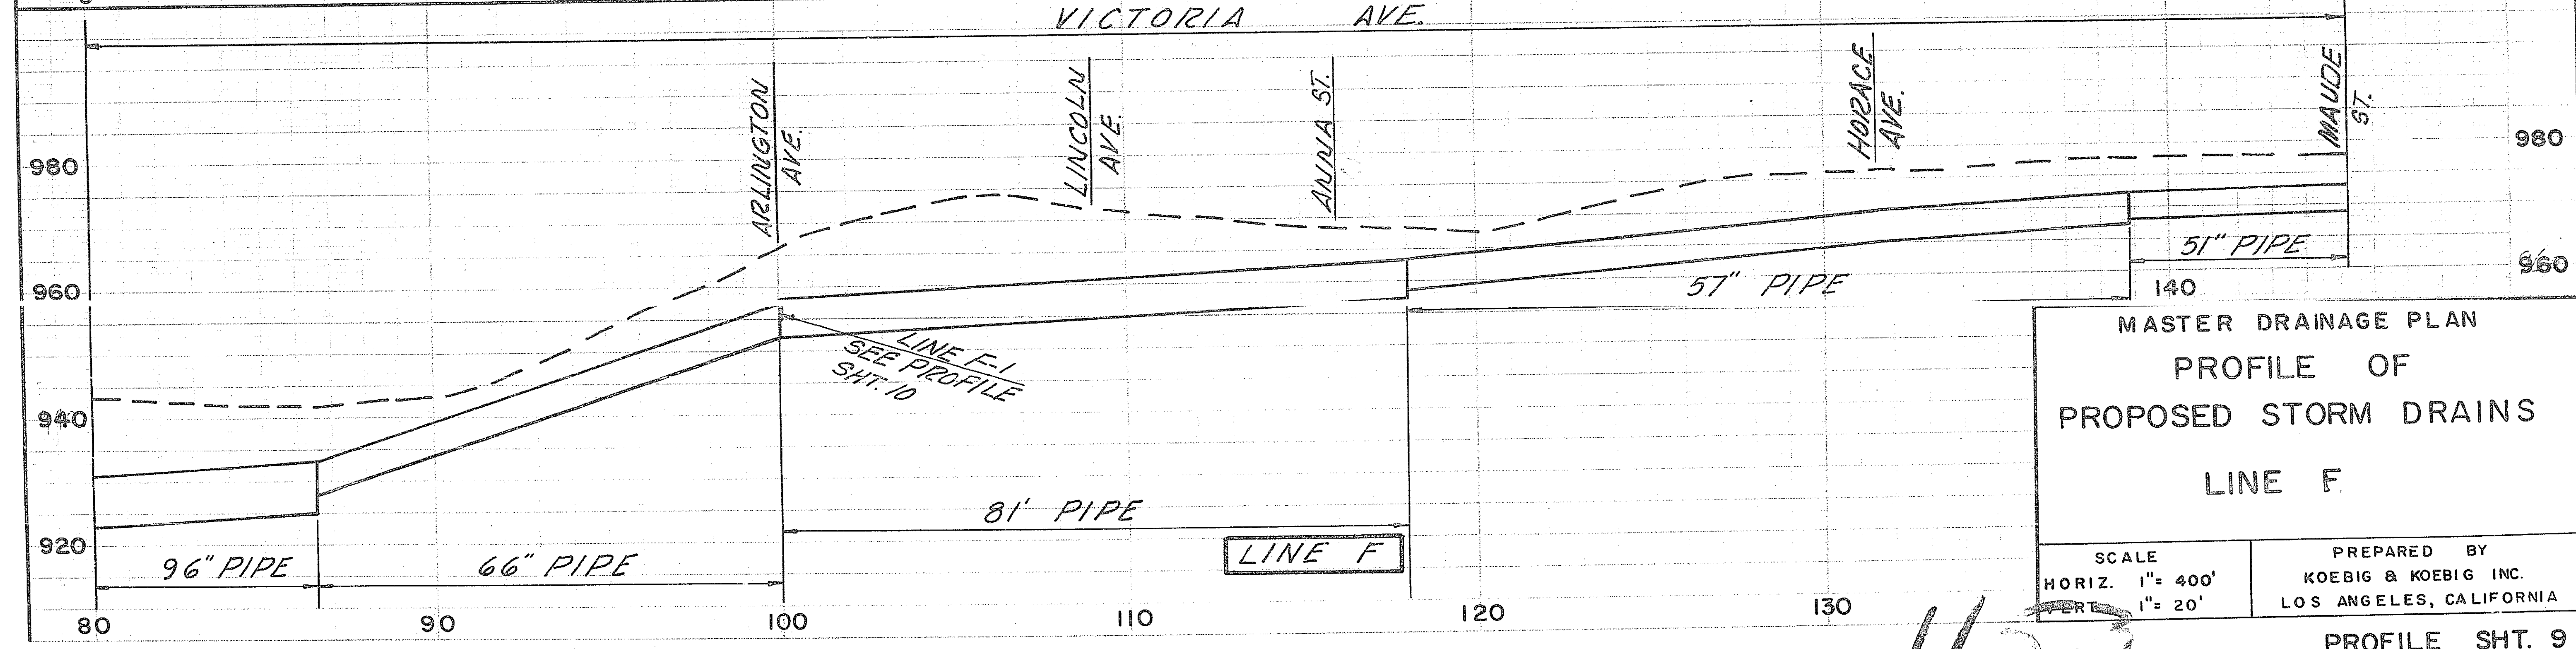 VICTORIA AVE.
ARLINGTON
AVE.
LINCOLN
AVE.
ANNA ST.
HORACE
AVE.
MAUDE
ST.
980
980
960
960
940
920
LINE F-1
SEE PROFILE
SHT. 10
96" PIPE
66" PIPE
81' PIPE
57" PIPE
51" PIPE
LINE F
80
90
100
110
120
130
140
MASTER DRAINAGE PLAN
PROFILE OF
PROPOSED STORM DRAINS
LINE F
SCALE
HORIZ. 1"= 400'
VERT. 1"= 20'
PREPARED BY
KOEBIG & KOEBIG INC.
LOS ANGELES, CALIFORNIA
PROFILE SHT. 9